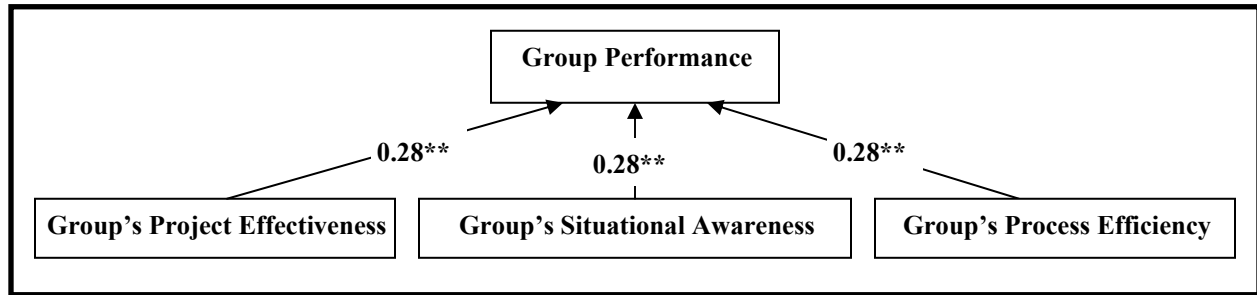 Group Performance
0.28**
0.28**
0.28**
Group’s Project Effectiveness
Group’s Situational Awareness
Group’s Process Efficiency